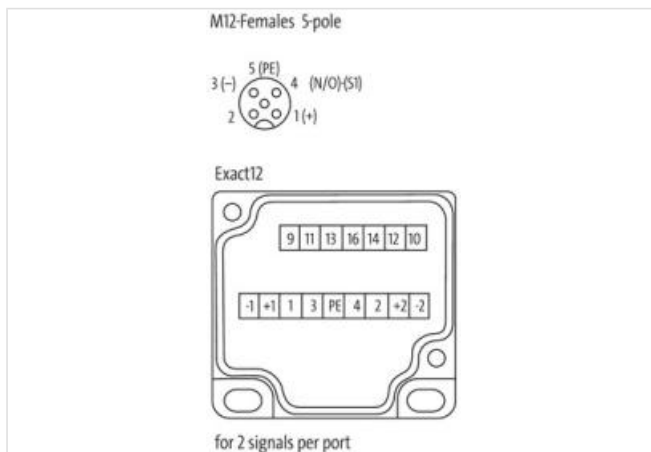 M12-Females 5-pole
5 (PE)
3 (–) 4 (N/O)-(S1)
2 1 (+)
Exact12
9 11 13 16 14 12 10
-1 +1 1 3 PE 4 2 +2 -2
for 2 signals per port